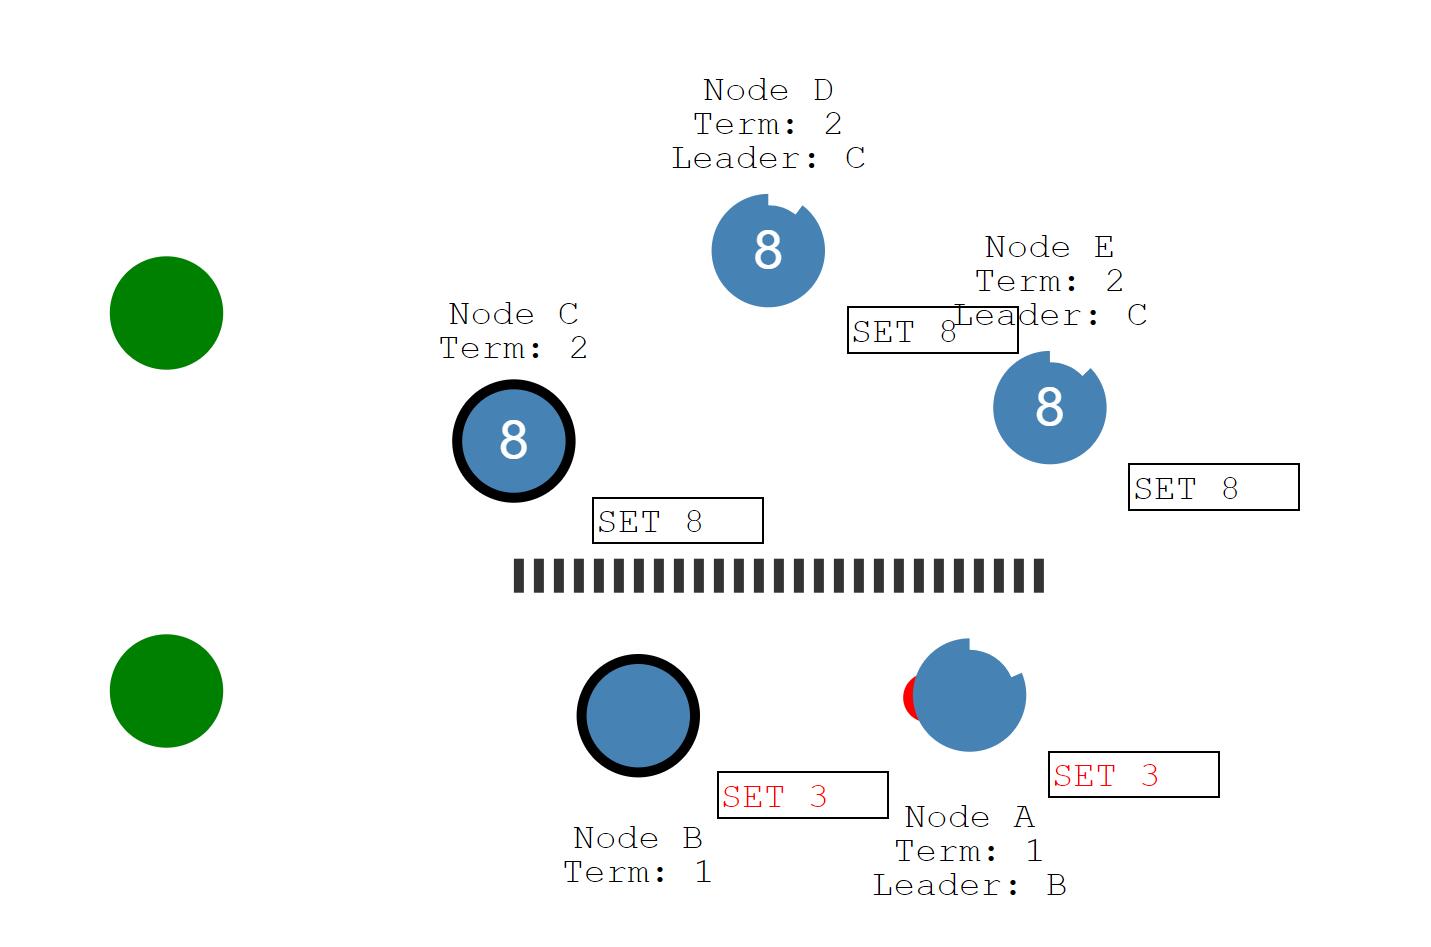 Node D
Term: 2
Leader: C
8
SET 8
Node E
Term: 2
Leader: C
8
SET 8
Node C
Term: 2
8
SET 8
SET 3
Node B
Term: 1
SET 3
Node A
Term: 1
Leader: B